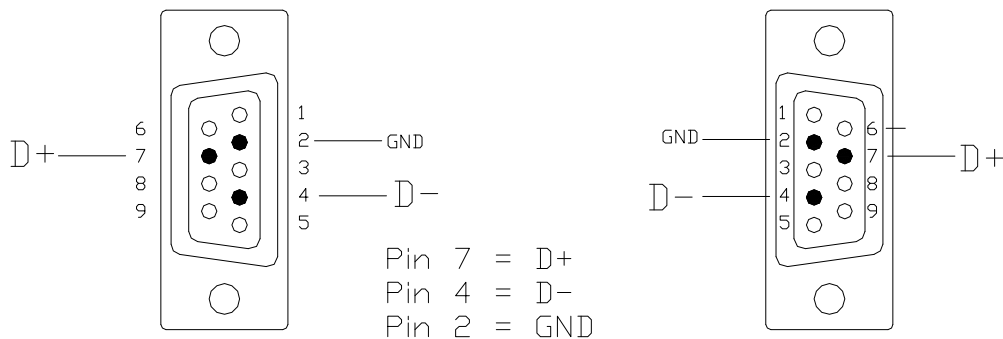 1
6
2
GND
D+
7
3
8
4
D-
9
5
1
6
GND
2
D+
7
3
8
D-
4
9
5
Pin 7 = D+
Pin 4 = D-
Pin 2 = GND